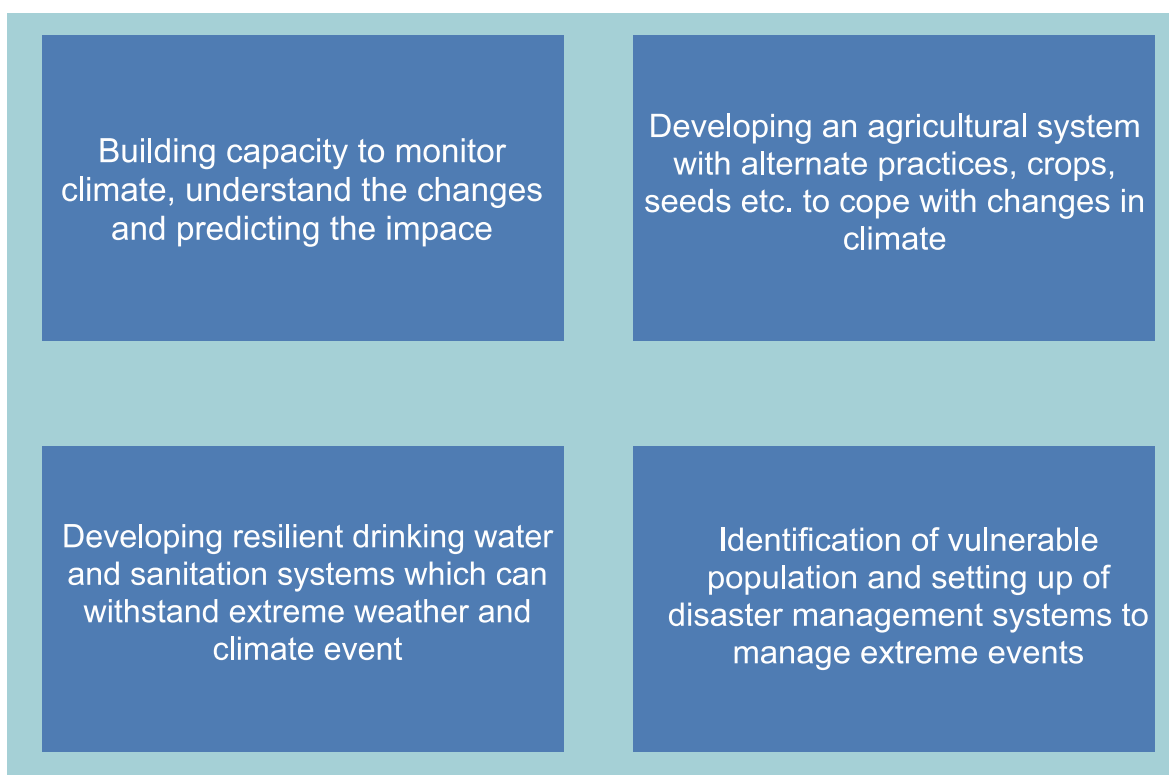 Building capacity to monitor
climate, understand the changes
and predicting the impace
Developing an agricultural system
with alternate practices, crops,
seeds etc. to cope with changes in
climate
Developing resilient drinking water
and sanitation systems which can
withstand extreme weather and
climate event
Identification of vulnerable
population and setting up of
disaster management systems to
manage extreme events